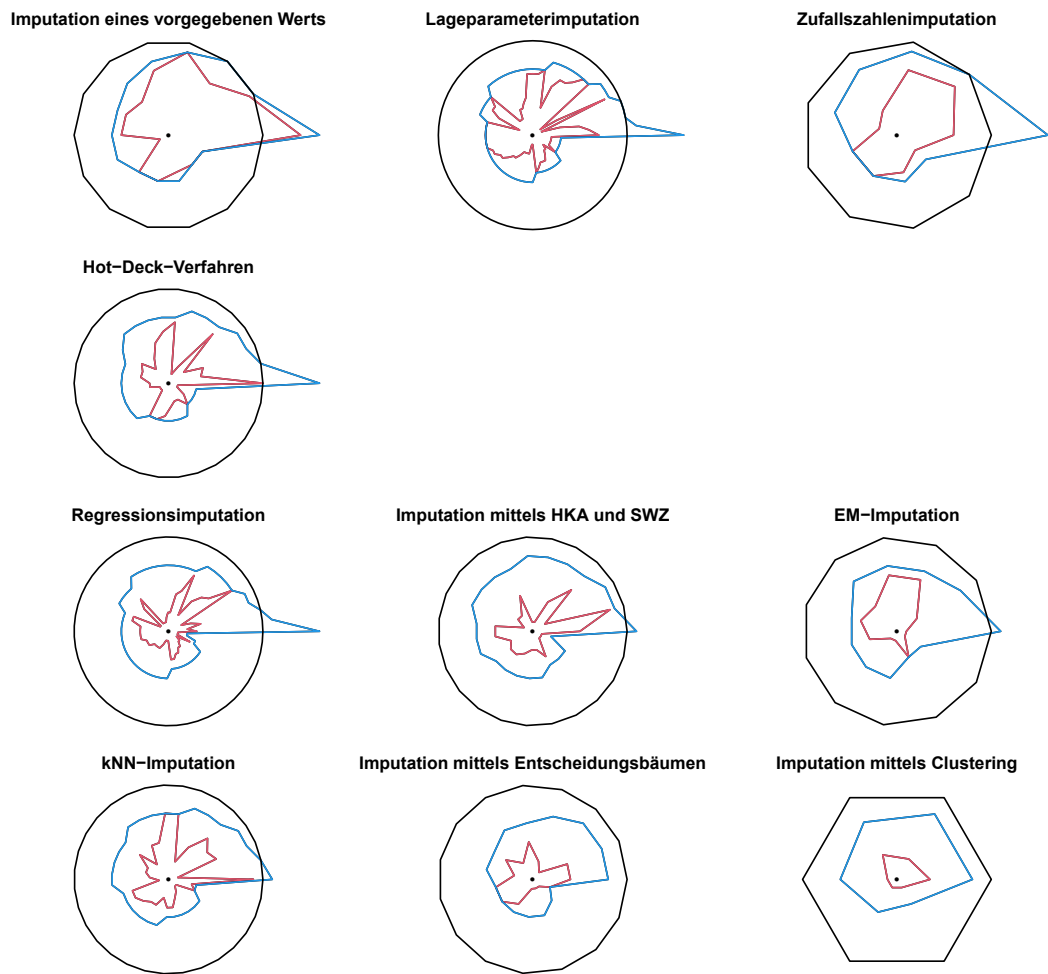 Imputation eines vorgegebenen Werts
Lageparameterimputation
Zufallszahlenimputation
Hot−Deck−Verfahren
Regressionsimputation
Imputation mittels HKA und SWZ
EM−Imputation
kNN−Imputation
Imputation mittels Entscheidungsbäumen
Imputation mittels Clustering